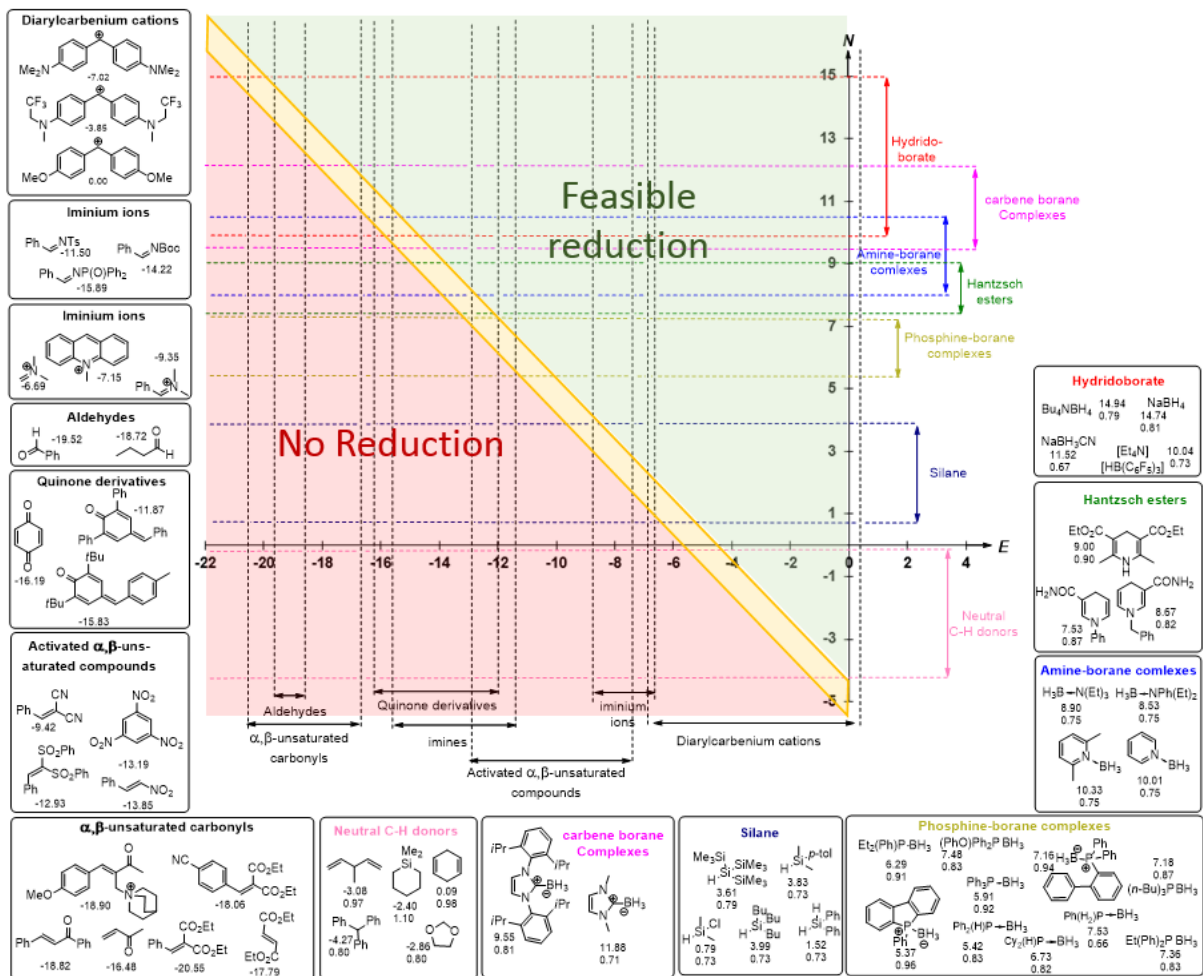 Diarylcarbenium cations
Me2N
NMe2
-7.02
CF3
CF3
N
N
-3.85
MeO
OMe
0.00
Iminium ions
Ph NTs
-11.50
Ph NBoc
-14.22
Ph NP(O)Ph2
-15.89
Iminium ions
-9.35
N
-6.69
N
-7.15
Ph N
Aldehydes
H
O Ph
-19.52
-18.72 O
H
Quinone derivatives
O
O
-16.19
Ph
O
-11.87
Ph
Ph
tBu
O
tBu
-15.83
Activated α,β-uns-
aturated compounds
CN
Ph CN
-9.42
NO2
O2N NO2
-13.19
SO2Ph
SO2Ph
Ph
-12.93
Ph NO2
-13.85
α,β-unsaturated carbonyls
O
MeO
N
-18.90
CN
CO2Et
CO2Et
-18.06
O
Ph Ph
-18.82
O
-16.48
CO2Et
Ph CO2Et
-20.55
CO2Et
EtO2C
-17.79
N
15
13
11
9
7
5
3
1
-1
-3
-5
-22 -20 -18 -16 -14 -12 -10 -8 -6 -4 -2 0 2 4 E
Feasible
reduction
No Reduction
Hydrido-
borate
carbene borane
Complexes
Amine-borane
comlexes
Hantzsch
esters
Phosphine-borane
complexes
Silane
Neutral
C-H donors
Aldehydes
α,β-unsaturated
carbonyls
Quinone derivatives
imines
iminium
ions
Activated α,β-unsaturated
compounds
Diarylcarbenium cations
Hydridoborate
Bu4NBH4 14.94
0.79
NaBH4
14.74
0.81
NaBH3CN
11.52
0.67
[Et4N]
[HB(C6F5)3]
10.04
0.73
Hantzsch esters
EtO2C CO2Et
9.00
0.90
N
H
H2NOC
N
Ph
7.53
0.87
CONH2
N
Ph
8.67
0.82
Amine-borane comlexes
H3B–N(Et)3
8.90
0.75
H3B–NPh(Et)2
8.53
0.75
N
BH3
10.33
0.75
N
BH3
10.01
0.75
Neutral C-H donors
-3.08
0.97
Me2
Si
-2.40
1.10
0.09
0.98
Ph Ph
Ph
-4.27
0.80
O O
-2.86
0.80
carbene borane
Complexes
iPr
iPr
N
BH3
N
iPr
iPr
9.55
0.81
N
BH3
N
11.88
0.71
Silane
Me3Si
Si–SiMe3
H SiMe3
3.61
0.79
Si p-tol
H
3.83
0.73
Si Cl
H
0.79
0.73
Bu
Bu
Si Bu
H
3.99
0.73
H Ph
Si
H Ph
1.52
0.73
Phosphine-borane complexes
Et2(Ph)P–BH3
6.29
0.91
(PhO)Ph2P BH3
7.48
0.83
7.16
0.94
H3B P Ph
Ph
7.18
0.87
(n-Bu)3P BH3
Ph3P–BH3
5.91
0.92
P BH3
Ph
5.37
0.96
Ph2(H)P–BH3
5.42
0.83
Ph(H2)P–BH3
7.53
0.66
Cy2(H)P–BH3
6.73
0.82
Et(Ph)2P BH3
7.36
0.83